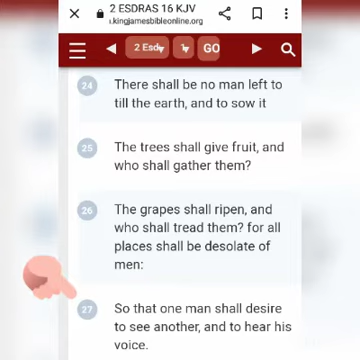 2 ESDRAS 16 KJV
.kingjamesbibleonline.org
2 Esd
GO
24 There shall be no man left to
till the earth, and to sow it
25 The trees shall give fruit, and
who shall gather them?
26 The grapes shall ripen, and
who shall tread them? for all
places shall be desolate of
men:
27 So that one man shall desire
to see another, and to hear his
voice.